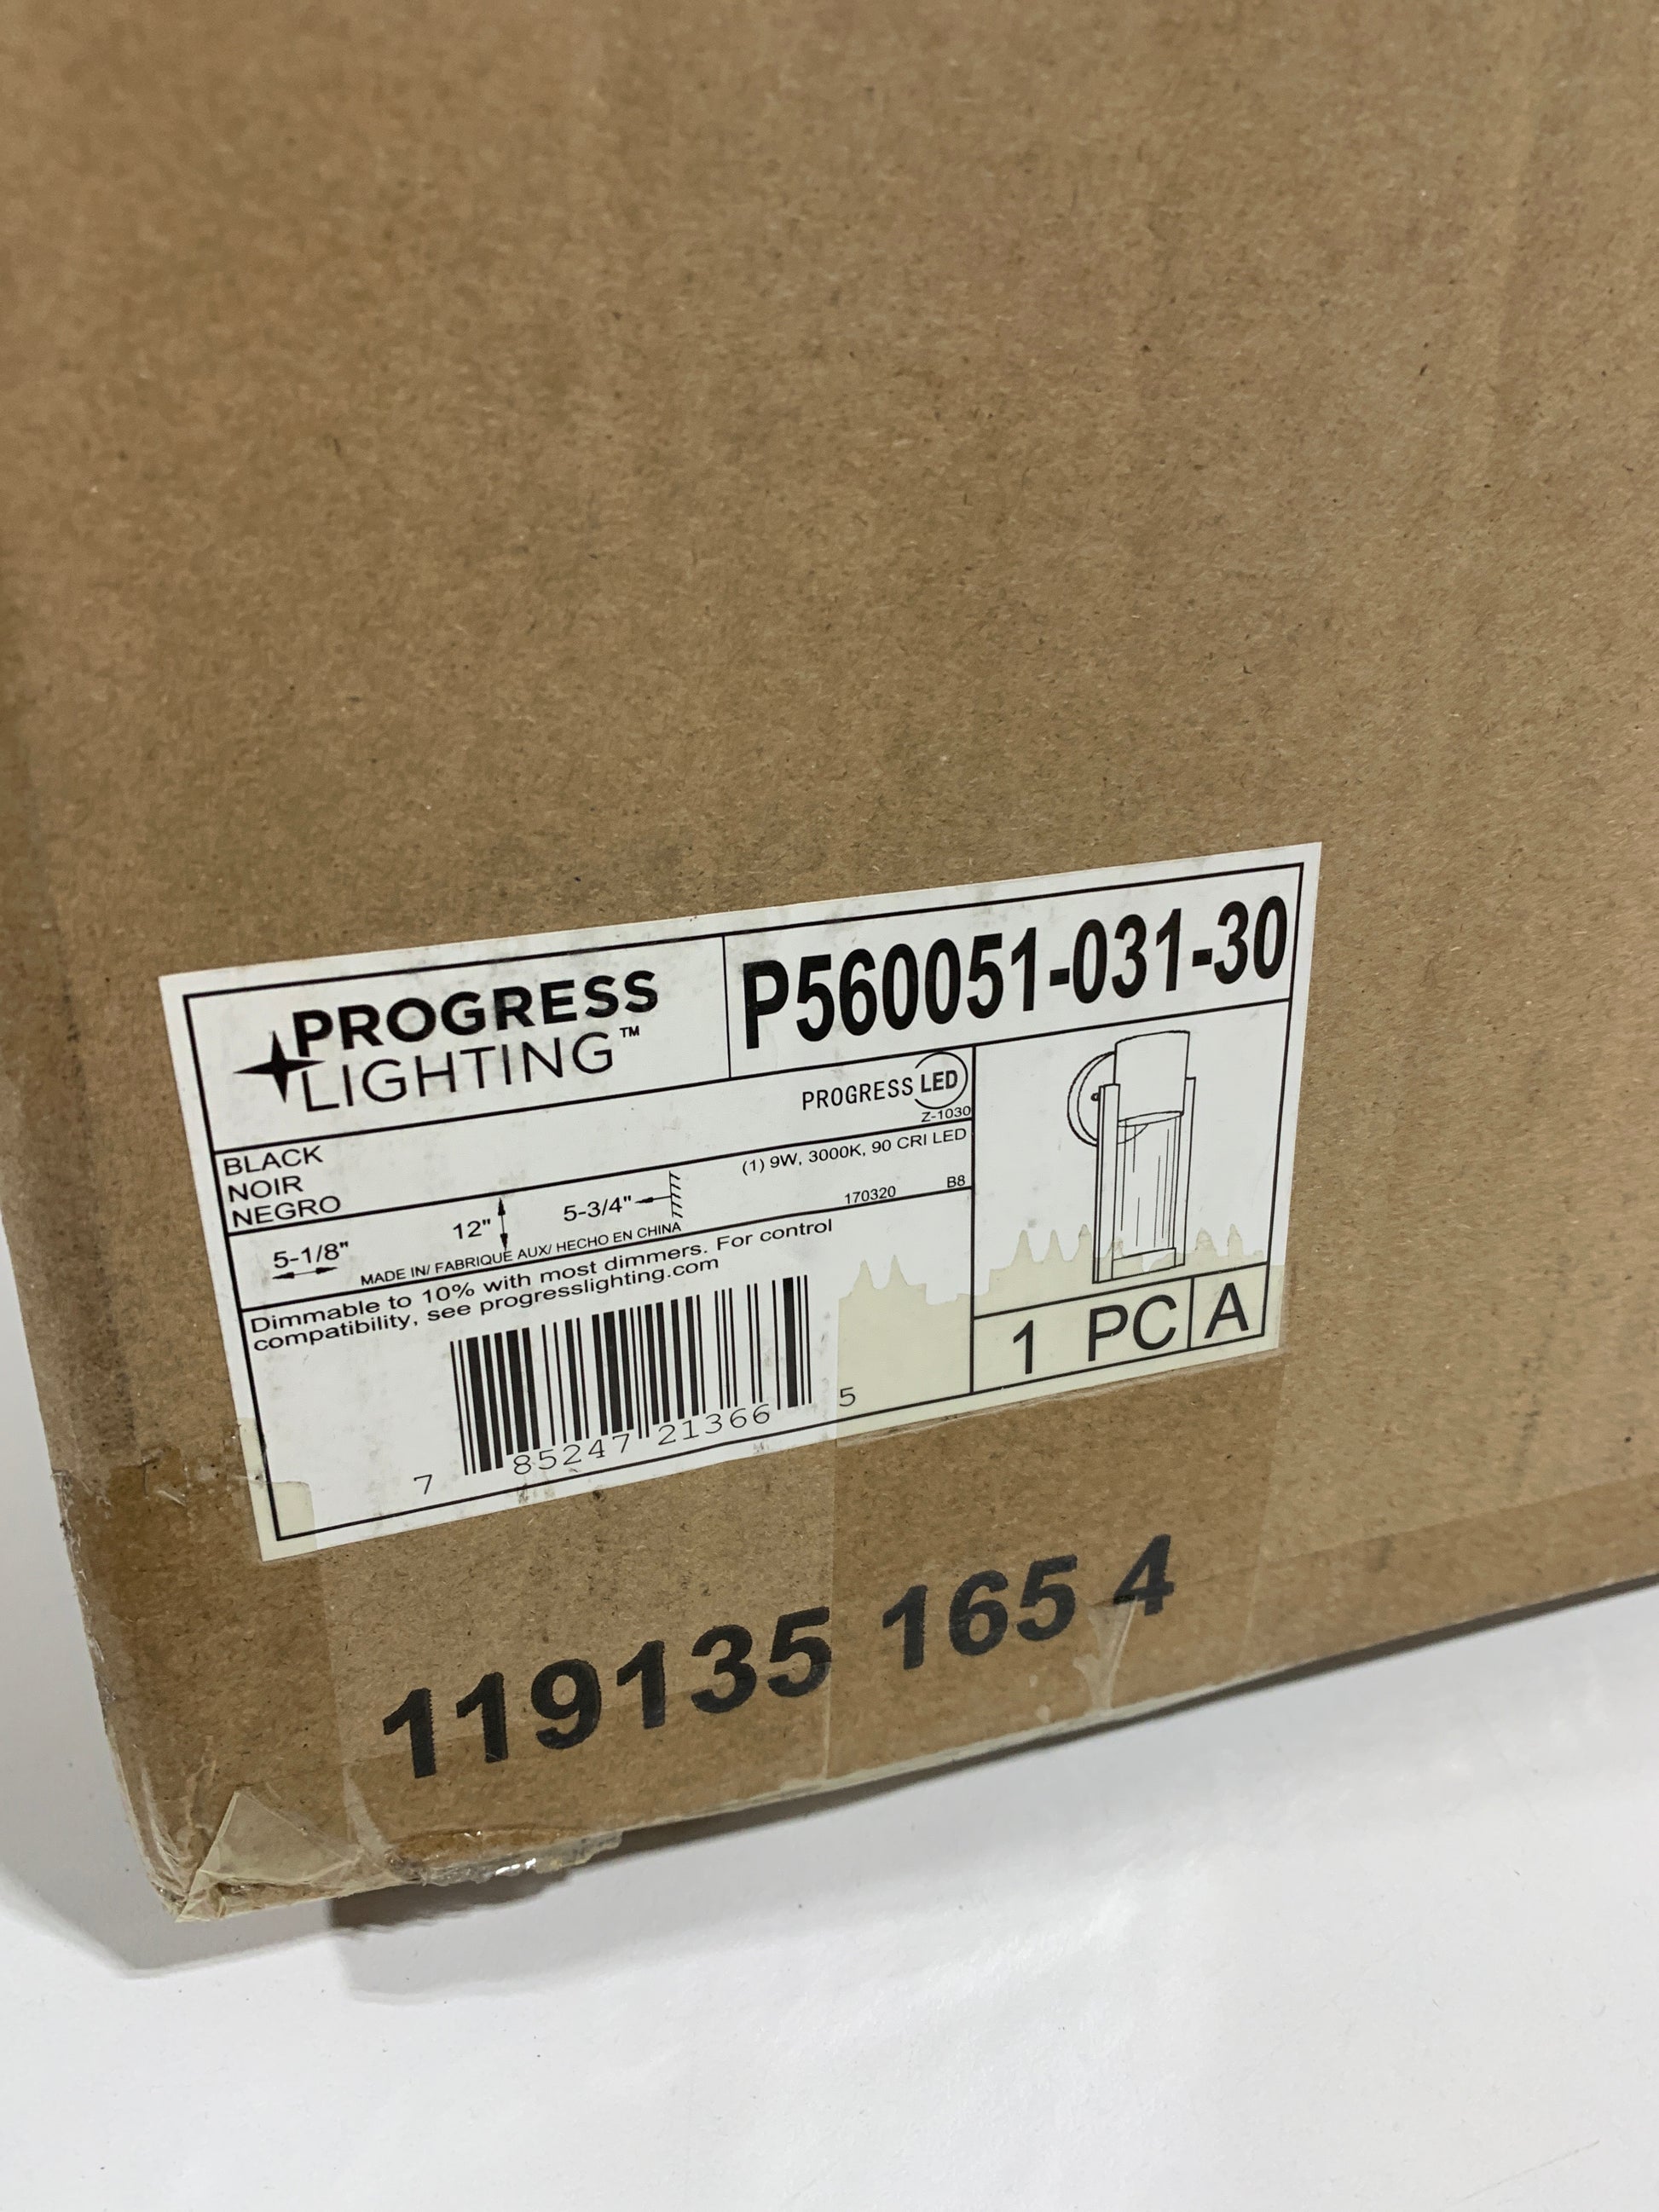 PROGRESS
LIGHTING™
P560051-031-30
PROGRESS LED
Z-1030
BLACK
NOIR
NEGRO
(1) 9W, 3000K, 90 CRI LED
5-1/8"
12"
5-3/4"
170320
B8
MADE IN/ FABRIQUE AUX/ HECHO EN CHINA
Dimmable to 10% with most dimmers. For control
compatibility, see progresslighting.com
7 85247 21366 5
1 PC A
119135 165 4